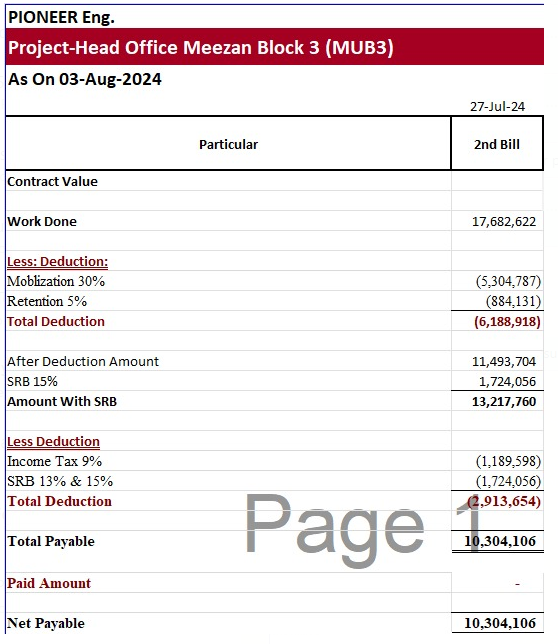 PIONEER Eng.
Project-Head Office Meezan Block 3 (MUB3)
As On 03-Aug-2024
27-Jul-24
Particular 2nd Bill
Contract Value
Work Done 17,682,622
Less: Deduction:
Moblization 30% (5,304,787)
Retention 5% (884,131)
Total Deduction (6,188,918)
After Deduction Amount 11,493,704
SRB 15% 1,724,056
Amount With SRB 13,217,760
Less Deduction
Income Tax 9% (1,189,598)
SRB 13% & 15% (1,724,056)
Total Deduction (2,913,654)
Page 1
Total Payable 10,304,106
Paid Amount -
Net Payable 10,304,106